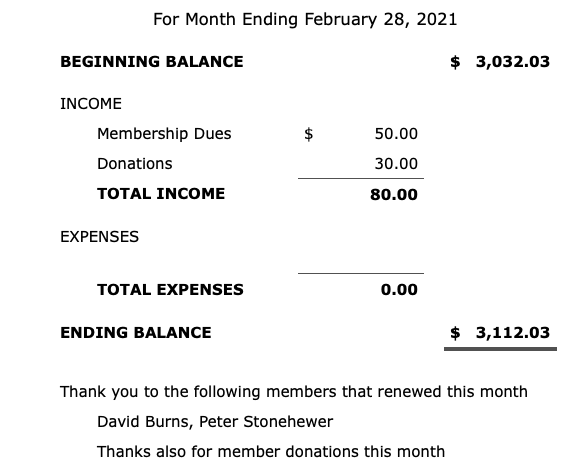 For Month Ending February 28, 2021
BEGINNING BALANCE $ 3,032.03
INCOME
Membership Dues $ 50.00
Donations 30.00
TOTAL INCOME 80.00
EXPENSES
TOTAL EXPENSES 0.00
ENDING BALANCE $ 3,112.03
Thank you to the following members that renewed this month
David Burns, Peter Stonehewer
Thanks also for member donations this month